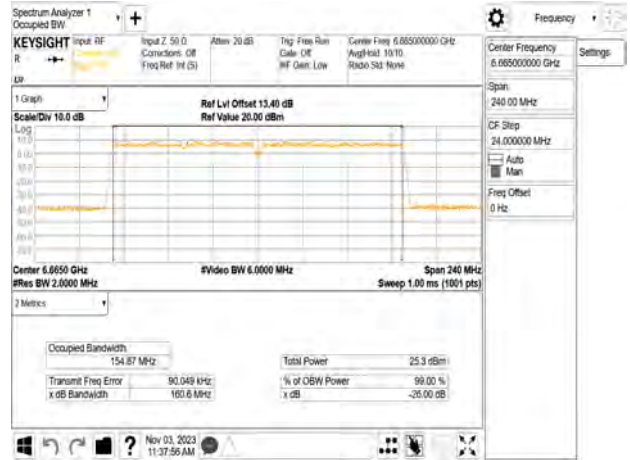 Spectrum Analyzer 1
Occupied BW
+
Frequency
KEYSIGHT
Input: RF
R
Input Z: 50 Ω
Corrections: Off
Freq Ref: Int (S)
Atten: 20 dB
Trig: Free Run
Gate: Off
#IF Gain: Low
Center Freq: 6.665000000 GHz
Avg|Hold: 10/10
Radio Std: None
Center Frequency
6.665000000 GHz
Settings
Span
240.00 MHz
CF Step
24.000000 MHz
Auto
Man
Freq Offset
0 Hz
1 Graph
Scale/Div 10.0 dB
Ref Lvl Offset 13.40 dB
Ref Value 20.00 dBm
Log
Center 6.6650 GHz
#Res BW 2.0000 MHz
#Video BW 6.0000 MHz
Span 240 MHz
Sweep 1.00 ms (1001 pts)
2 Metrics
Occupied Bandwidth
154.87 MHz
Total Power
25.3 dBm
Transmit Freq Error
90.049 kHz
% of OBW Power
99.00 %
x dB Bandwidth
160.6 MHz
x dB
-26.00 dB
?
Nov 03, 2023
11:37:56 AM